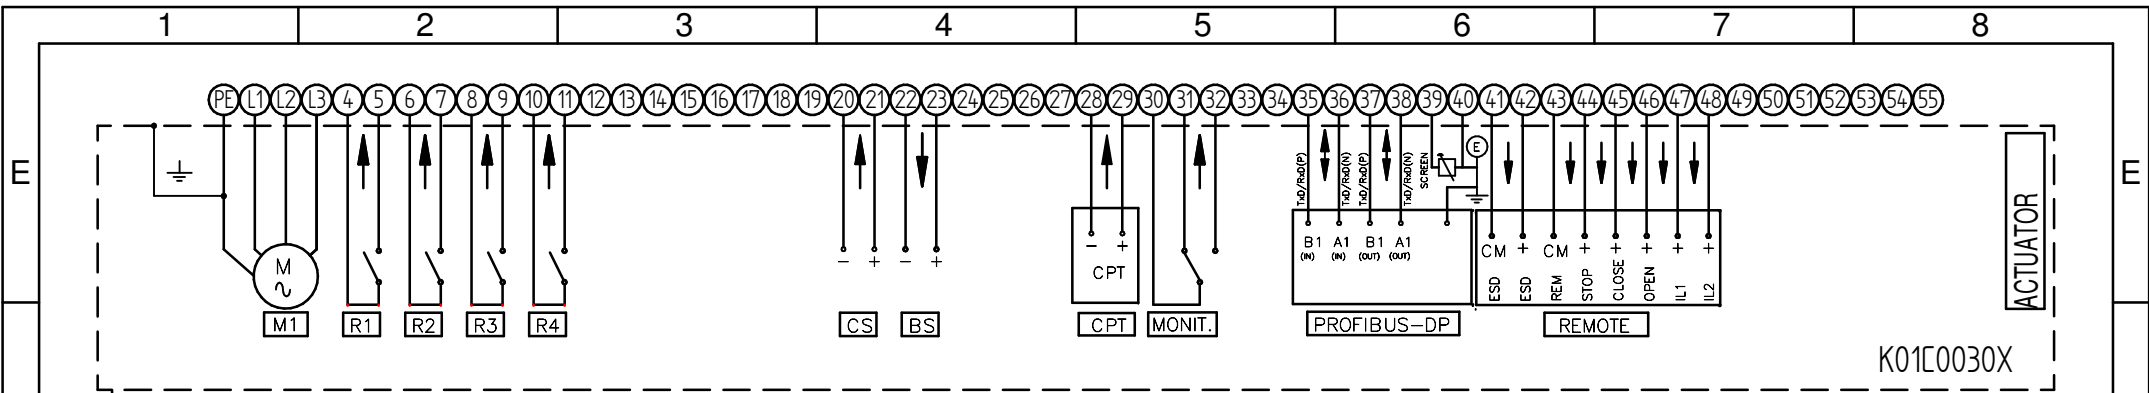 1 2 3 4 5 6 7 8
PE L1 L2 L3 4 5 6 7 8 9 10 11 12 13 14 15 16 17 18 19 20 21 22 23 24 25 26 27 28 29 30 31 32 33 34 35 36 37 38 39 40 41 42 43 44 45 46 47 48 49 50 51 52 53 54 55
E E
TxD/RxD(P) TxD/RxD(N) TxD/RxD(P) TxD/RxD(N) SCREEN E
ACTUATOR
B1 A1 B1 A1 CM + CM + + + + +
(IN) (IN) (OUT) (OUT)
− + − + − +
M CPT
∿
ESD ESD REM STOP CLOSE OPEN IL1 IL2
M1 R1 R2 R3 R4 CS BS CPT MONIT. PROFIBUS−DP REMOTE
K01C0030X